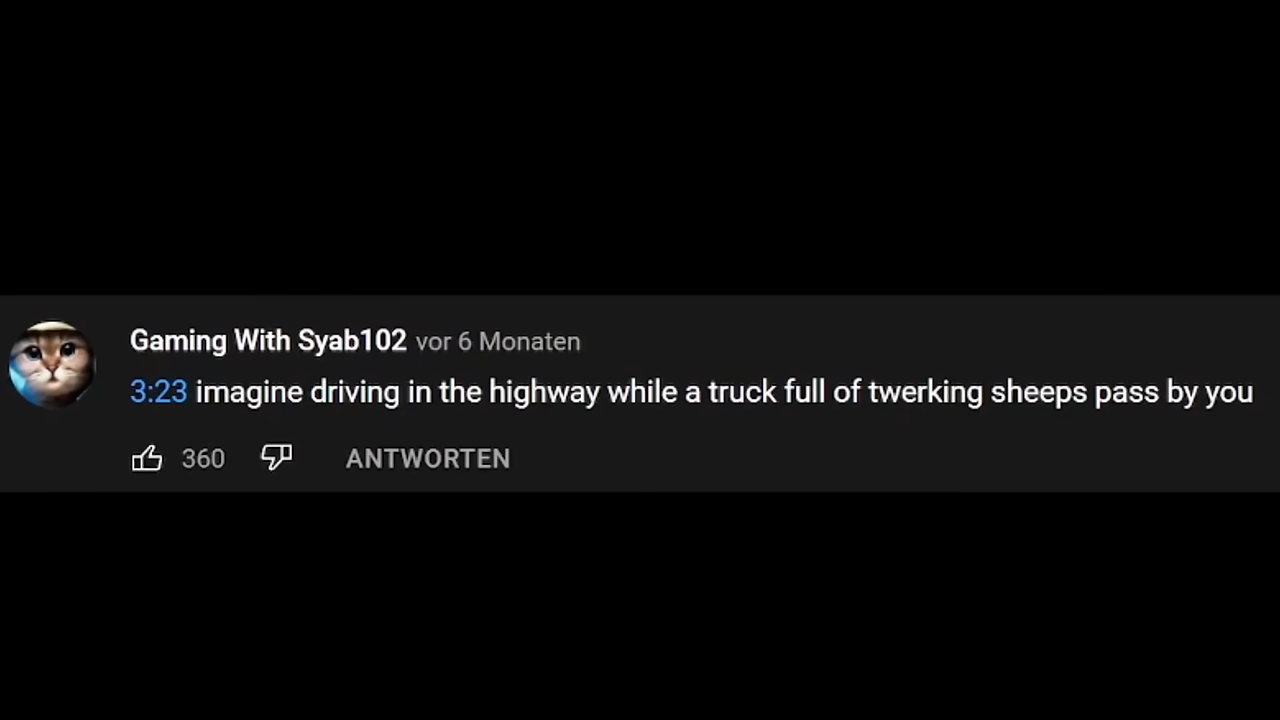 Gaming With Syab102 vor 6 Monaten
3:23 imagine driving in the highway while a truck full of twerking sheeps pass by you
360 ANTWORTEN